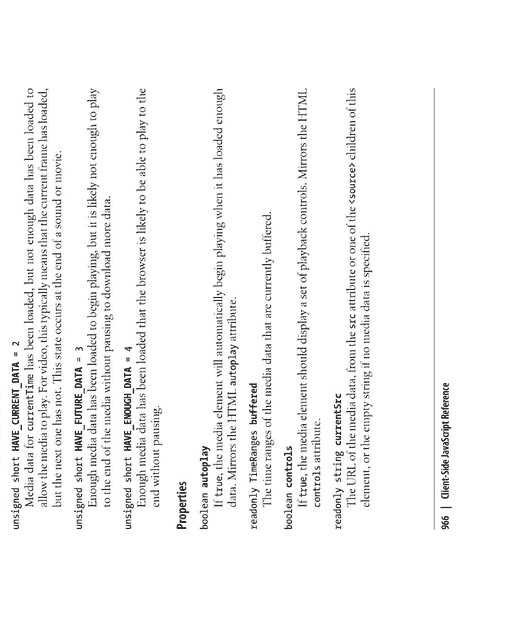 unsigned short HAVE_CURRENT_DATA = 2
Media data for currentTime has been loaded, but not enough data has been loaded to
allow the media to play. For video, this typically means that the current frame has loaded,
but the next one has not. This state occurs at the end of a sound or movie.
unsigned short HAVE_FUTURE_DATA = 3
Enough media data has been loaded to begin playing, but it is likely not enough to play
to the end of the media without pausing to download more data.
unsigned short HAVE_ENOUGH_DATA = 4
Enough media data has been loaded that the browser is likely to be able to play to the
end without pausing.
Properties
boolean autoplay
If true, the media element will automatically begin playing when it has loaded enough
data. Mirrors the HTML autoplay attribute.
readonly TimeRanges buffered
The time ranges of the media data that are currently buffered.
boolean controls
If true, the media element should display a set of playback controls. Mirrors the HTML
controls attribute.
readonly string currentSrc
The URL of the media data, from the src attribute or one of the <source> children of this
element, or the empty string if no media data is specified.
966 | Client-Side JavaScript Reference